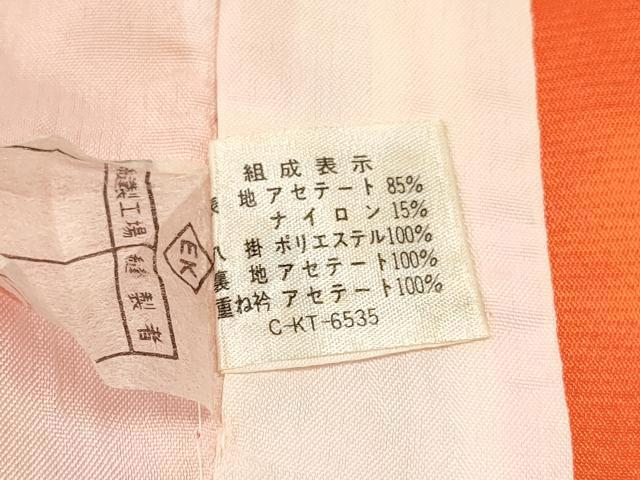 組成表示
表 地 アセテート 85%
ナイロン 15%
八 掛 ポリエステル100%
裏 地 アセテート100%
重ね衿 アセテート100%
C-KT-6535
縫製工場
縫製者
EK